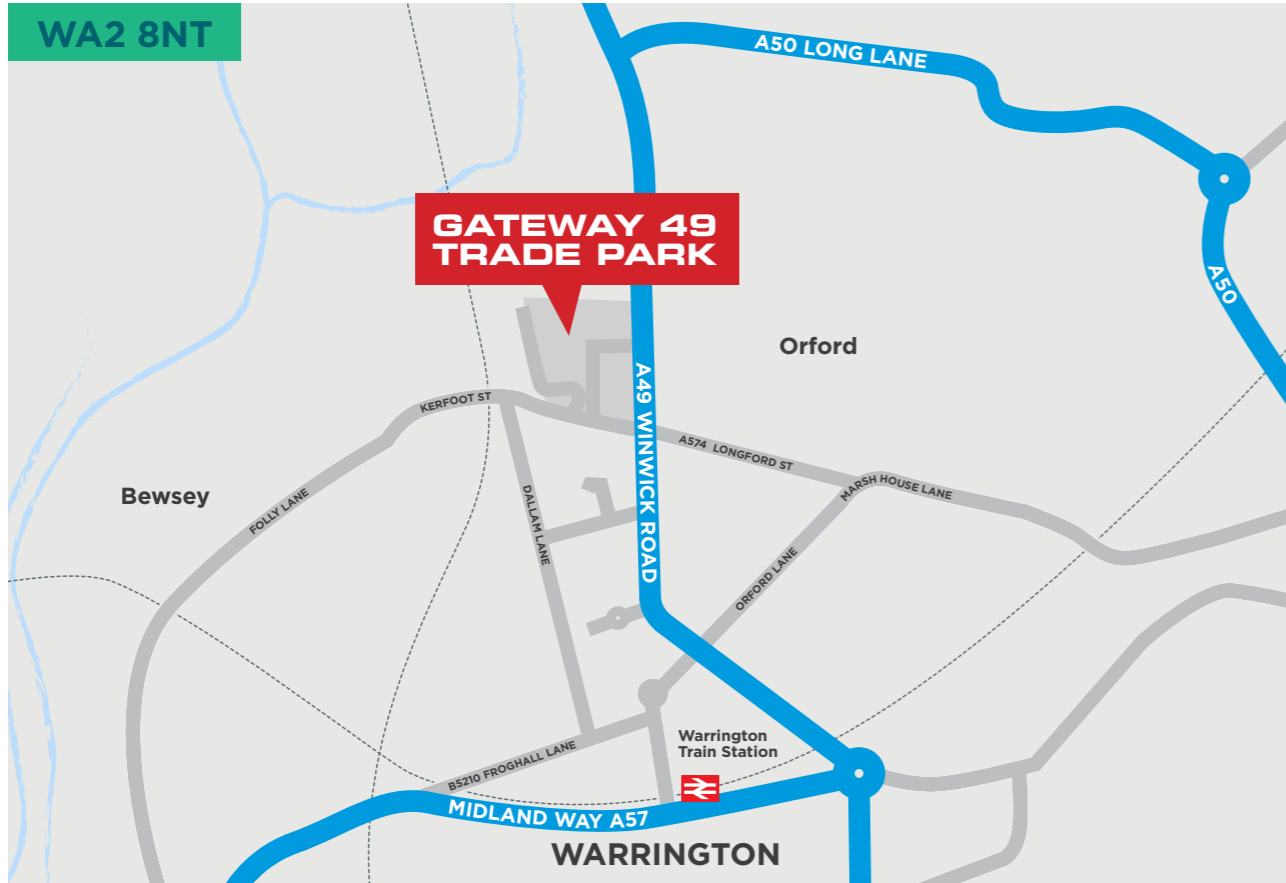 WA2 8NT
A50 LONG LANE
GATEWAY 49
TRADE PARK
A50
Orford
KERFOOT ST
A49 WINWICK ROAD
A574 LONGFORD ST
Bewsey
FOLLY LANE
DALLAM LANE
MARSH HOUSE LANE
ORFORD LANE
Warrington
Train Station
B5210 FROGHALL LANE
MIDLAND WAY A57
WARRINGTON